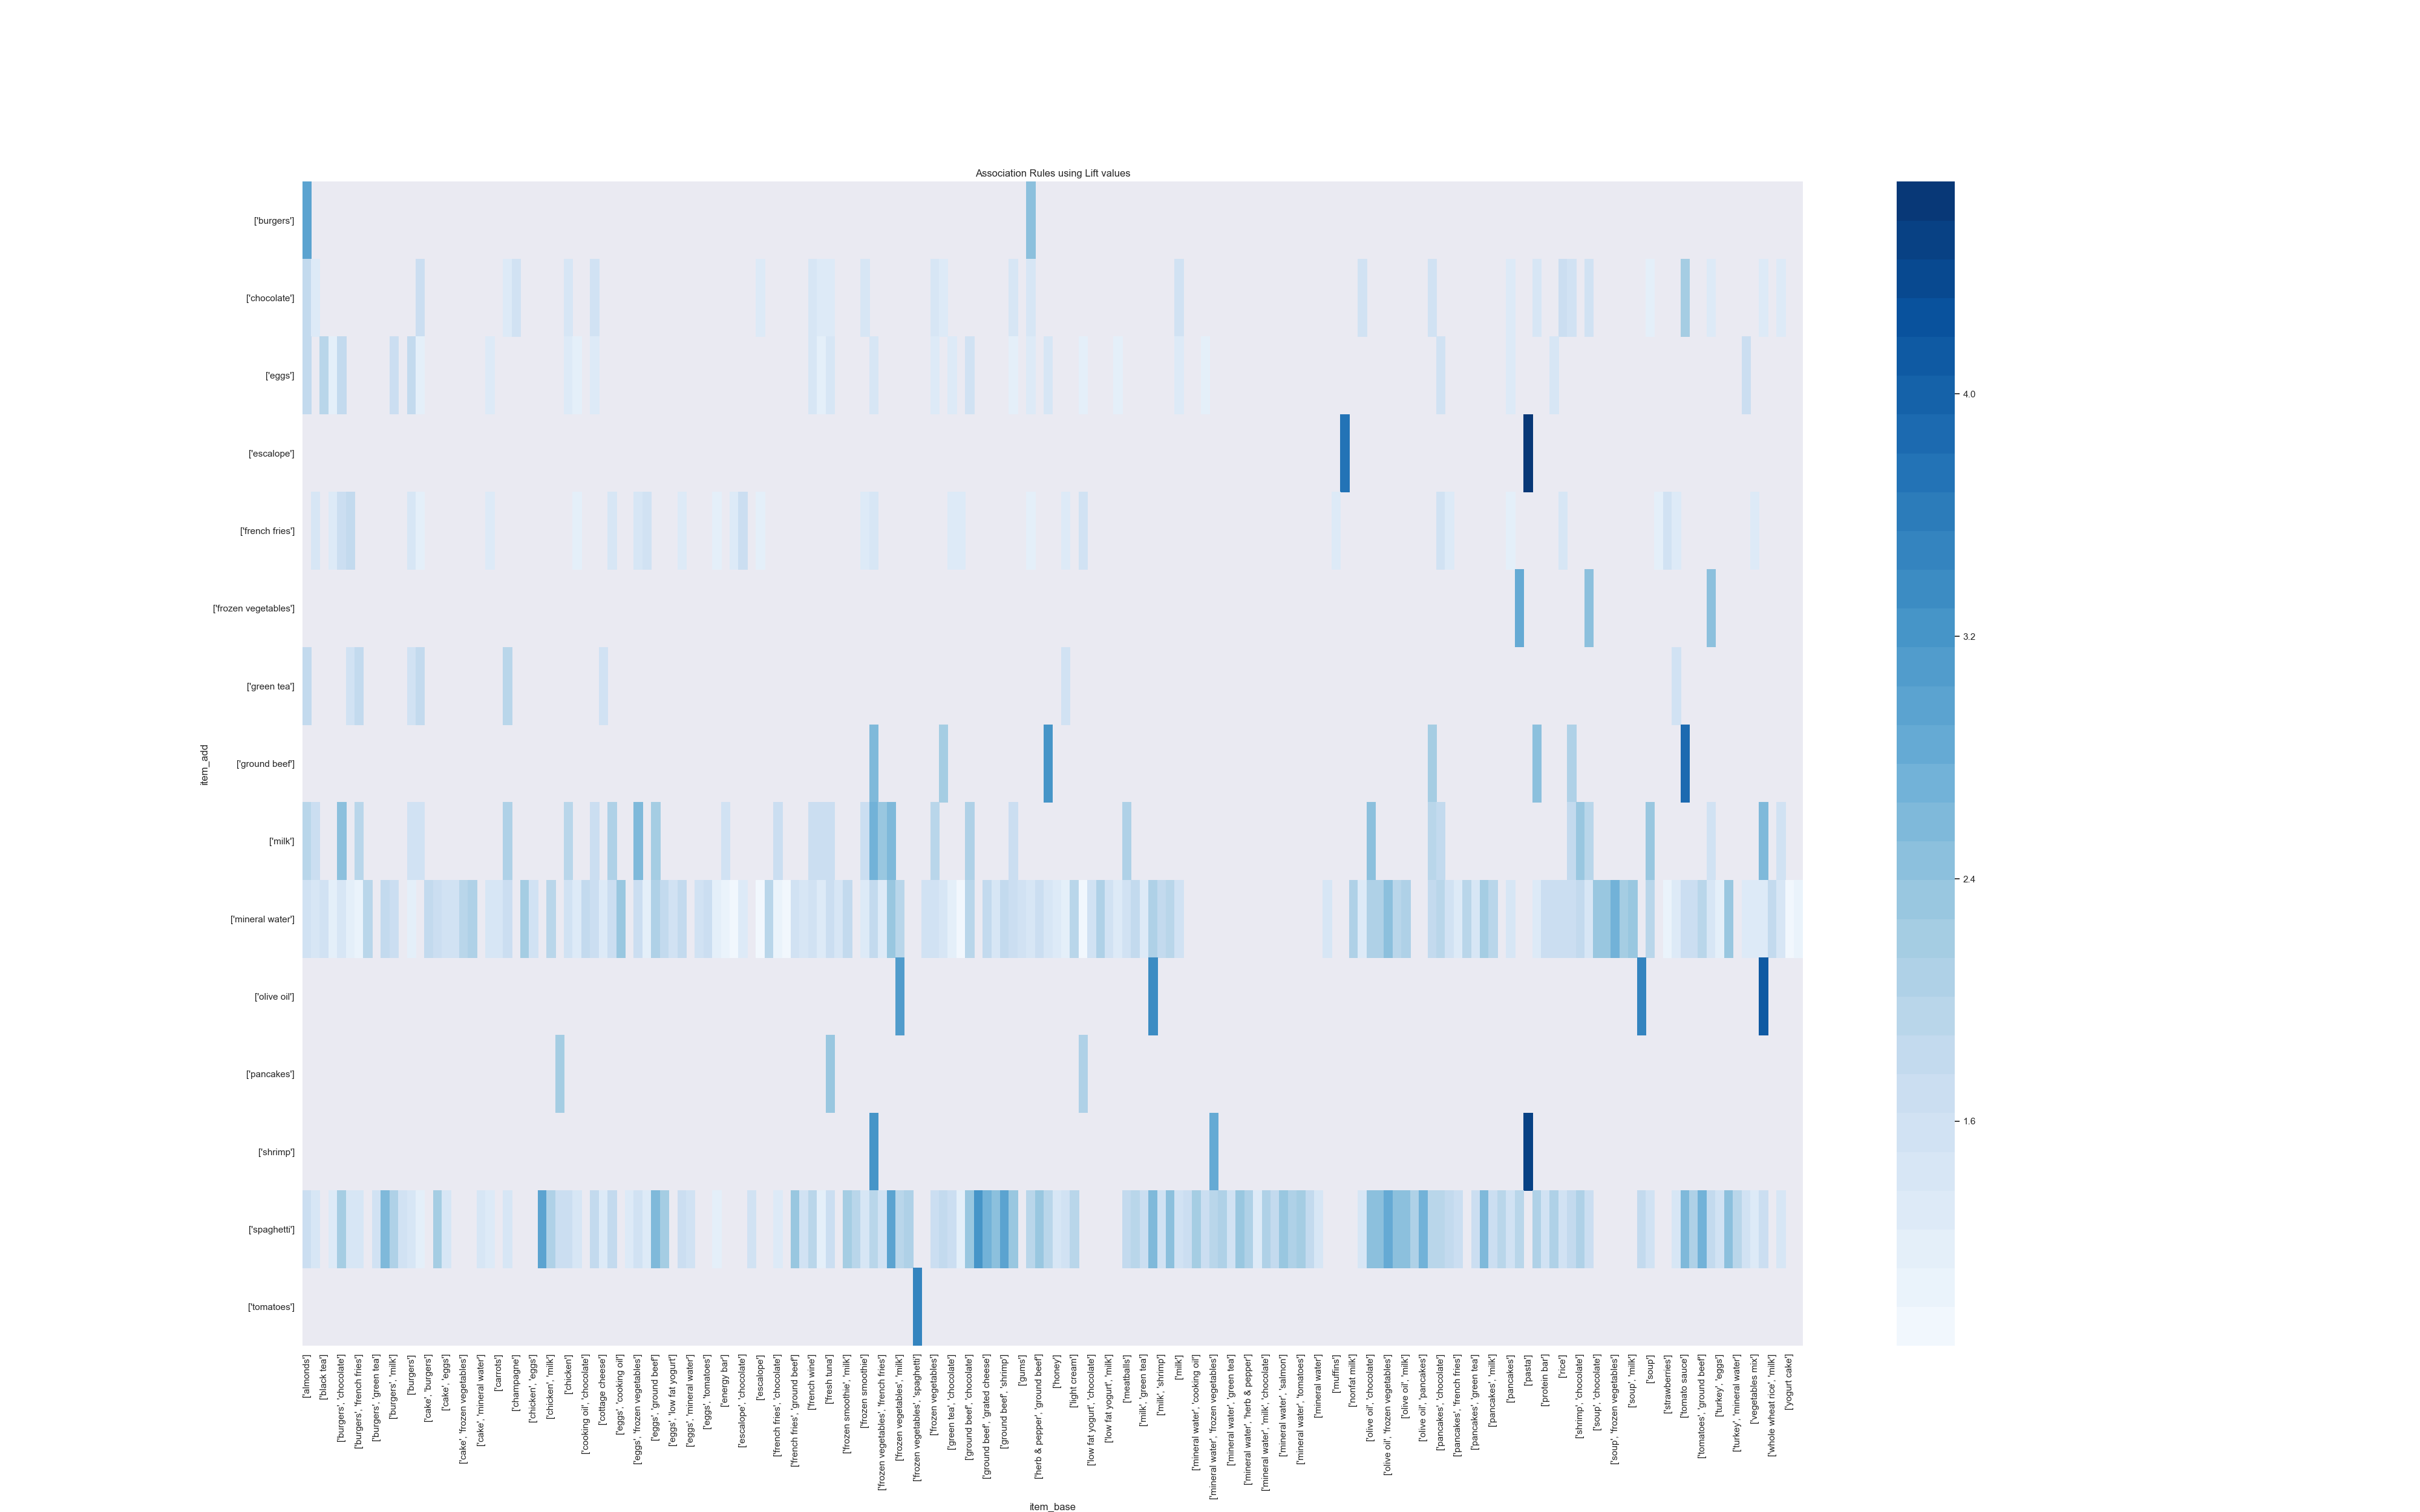 Association Rules using Lift values
['burgers']
['chocolate']
['eggs']
['escalope']
['french fries']
['frozen vegetables']
['green tea']
['ground beef']
['milk']
['mineral water']
['olive oil']
['pancakes']
['shrimp']
['spaghetti']
['tomatoes']
item_add
4.0
3.2
2.4
1.6
['almonds']
['black tea']
['burgers', 'chocolate']
['burgers', 'french fries']
['burgers', 'green tea']
['burgers', 'milk']
['burgers']
['cake', 'burgers']
['cake', 'eggs']
['cake', 'frozen vegetables']
['cake', 'mineral water']
['carrots']
['champagne']
['chicken', 'eggs']
['chicken', 'milk']
['chicken']
['cooking oil', 'chocolate']
['cottage cheese']
['eggs', 'cooking oil']
['eggs', 'frozen vegetables']
['eggs', 'ground beef']
['eggs', 'low fat yogurt']
['eggs', 'mineral water']
['eggs', 'tomatoes']
['energy bar']
['escalope', 'chocolate']
['escalope']
['french fries', 'chocolate']
['french fries', 'ground beef']
['french wine']
['fresh tuna']
['frozen smoothie', 'milk']
['frozen smoothie']
['frozen vegetables', 'french fries']
['frozen vegetables', 'milk']
['frozen vegetables', 'spaghetti']
['frozen vegetables']
['green tea', 'chocolate']
['ground beef', 'chocolate']
['ground beef', 'grated cheese']
['ground beef', 'shrimp']
['gums']
['herb & pepper', 'ground beef']
['honey']
['light cream']
['low fat yogurt', 'chocolate']
['low fat yogurt', 'milk']
['meatballs']
['milk', 'green tea']
['milk', 'shrimp']
['milk']
['mineral water', 'cooking oil']
['mineral water', 'frozen vegetables']
['mineral water', 'green tea']
['mineral water', 'herb & pepper']
['mineral water', 'milk', 'chocolate']
['mineral water', 'salmon']
['mineral water', 'tomatoes']
['mineral water']
['muffins']
['nonfat milk']
['olive oil', 'chocolate']
['olive oil', 'frozen vegetables']
['olive oil', 'milk']
['olive oil', 'pancakes']
['pancakes', 'chocolate']
['pancakes', 'french fries']
['pancakes', 'green tea']
['pancakes', 'milk']
['pancakes']
['pasta']
['protein bar']
['rice']
['shrimp', 'chocolate']
['soup', 'chocolate']
['soup', 'frozen vegetables']
['soup', 'milk']
['soup']
['strawberries']
['tomato sauce']
['tomatoes', 'ground beef']
['turkey', 'eggs']
['turkey', 'mineral water']
['vegetables mix']
['whole wheat rice', 'milk']
['yogurt cake']
item_base